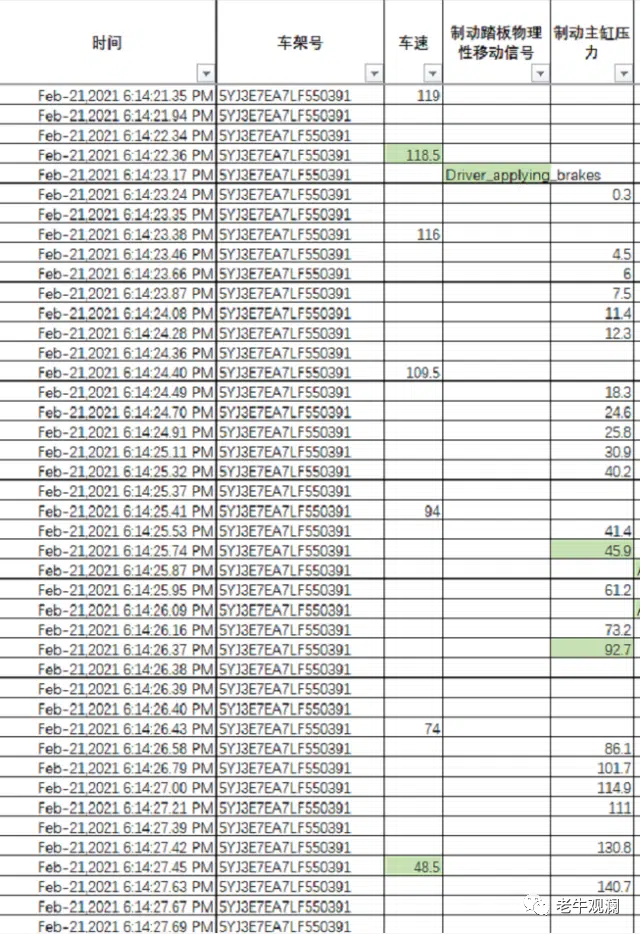 时间 车架号 车速 制动踏板物理性移动信号 制动主缸压力
Feb-21,2021 6:14:21.35 PM 5YJ3E7EA7LF550391 119
Feb-21,2021 6:14:21.94 PM 5YJ3E7EA7LF550391
Feb-21,2021 6:14:22.34 PM 5YJ3E7EA7LF550391
Feb-21,2021 6:14:22.36 PM 5YJ3E7EA7LF550391 118.5
Feb-21,2021 6:14:23.17 PM 5YJ3E7EA7LF550391 Driver_applying_brakes
Feb-21,2021 6:14:23.24 PM 5YJ3E7EA7LF550391 0.3
Feb-21,2021 6:14:23.35 PM 5YJ3E7EA7LF550391
Feb-21,2021 6:14:23.38 PM 5YJ3E7EA7LF550391 116
Feb-21,2021 6:14:23.46 PM 5YJ3E7EA7LF550391 4.5
Feb-21,2021 6:14:23.66 PM 5YJ3E7EA7LF550391 6
Feb-21,2021 6:14:23.87 PM 5YJ3E7EA7LF550391 7.5
Feb-21,2021 6:14:24.08 PM 5YJ3E7EA7LF550391 11.4
Feb-21,2021 6:14:24.28 PM 5YJ3E7EA7LF550391 12.3
Feb-21,2021 6:14:24.36 PM 5YJ3E7EA7LF550391
Feb-21,2021 6:14:24.40 PM 5YJ3E7EA7LF550391 109.5
Feb-21,2021 6:14:24.49 PM 5YJ3E7EA7LF550391 18.3
Feb-21,2021 6:14:24.70 PM 5YJ3E7EA7LF550391 24.6
Feb-21,2021 6:14:24.91 PM 5YJ3E7EA7LF550391 25.8
Feb-21,2021 6:14:25.11 PM 5YJ3E7EA7LF550391 30.9
Feb-21,2021 6:14:25.32 PM 5YJ3E7EA7LF550391 40.2
Feb-21,2021 6:14:25.37 PM 5YJ3E7EA7LF550391
Feb-21,2021 6:14:25.41 PM 5YJ3E7EA7LF550391 94
Feb-21,2021 6:14:25.53 PM 5YJ3E7EA7LF550391 41.4
Feb-21,2021 6:14:25.74 PM 5YJ3E7EA7LF550391 45.9
Feb-21,2021 6:14:25.87 PM 5YJ3E7EA7LF550391
Feb-21,2021 6:14:25.95 PM 5YJ3E7EA7LF550391 61.2
Feb-21,2021 6:14:26.09 PM 5YJ3E7EA7LF550391
Feb-21,2021 6:14:26.16 PM 5YJ3E7EA7LF550391 73.2
Feb-21,2021 6:14:26.37 PM 5YJ3E7EA7LF550391 92.7
Feb-21,2021 6:14:26.38 PM 5YJ3E7EA7LF550391
Feb-21,2021 6:14:26.39 PM 5YJ3E7EA7LF550391
Feb-21,2021 6:14:26.40 PM 5YJ3E7EA7LF550391
Feb-21,2021 6:14:26.43 PM 5YJ3E7EA7LF550391 74
Feb-21,2021 6:14:26.58 PM 5YJ3E7EA7LF550391 86.1
Feb-21,2021 6:14:26.79 PM 5YJ3E7EA7LF550391 101.7
Feb-21,2021 6:14:27.00 PM 5YJ3E7EA7LF550391 114.9
Feb-21,2021 6:14:27.21 PM 5YJ3E7EA7LF550391 111
Feb-21,2021 6:14:27.39 PM 5YJ3E7EA7LF550391
Feb-21,2021 6:14:27.42 PM 5YJ3E7EA7LF550391 130.8
Feb-21,2021 6:14:27.45 PM 5YJ3E7EA7LF550391 48.5
Feb-21,2021 6:14:27.63 PM 5YJ3E7EA7LF550391 140.7
Feb-21,2021 6:14:27.67 PM 5YJ3E7EA7LF550391
Feb-21,2021 6:14:27.69 PM 5YJ3E7EA7LF550391
老牛观澜